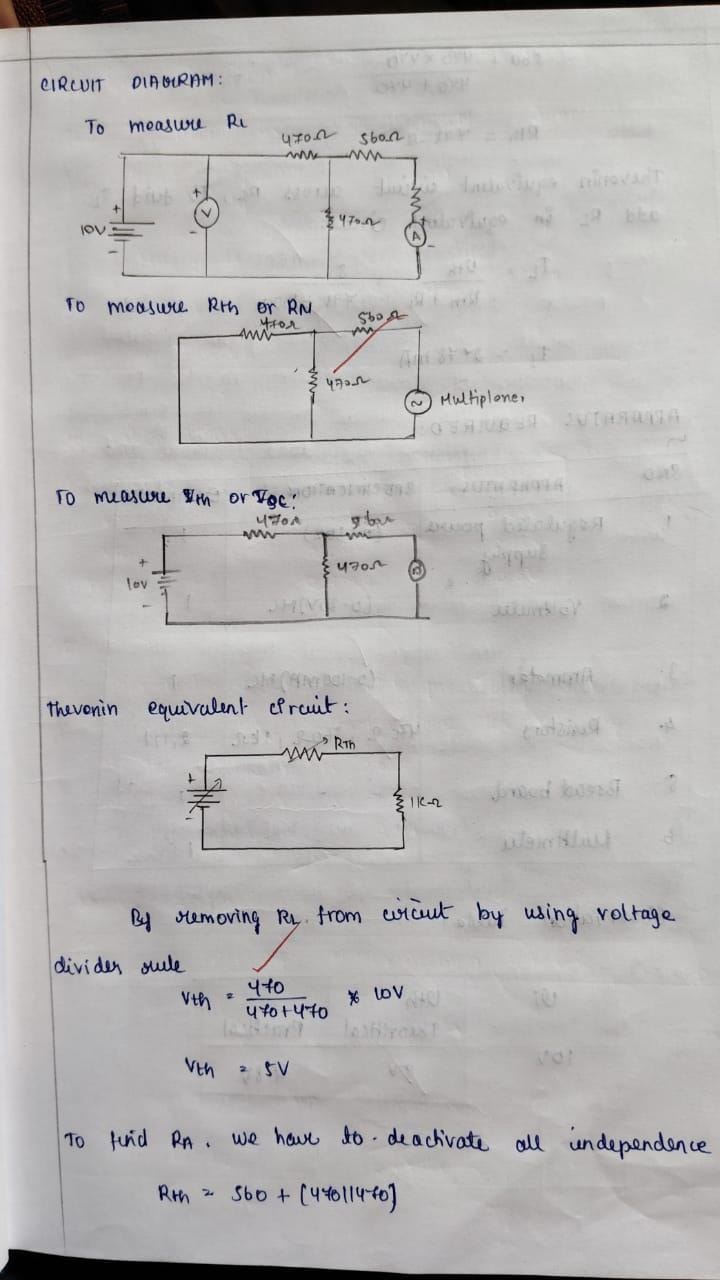 CIRCUIT DIAGRAM:
To measure RL
470Ω 560Ω
+ +
V
470Ω
10V
A
- - -
To measure Rth or RN
470Ω 560Ω
470Ω
Multiplener
To measure Vth or Voc:
470Ω
+
470Ω
10V
-
Thevonin equivalent circuit:
RTh
+
1KΩ
-
By removing RL. from circuit by using voltage
divider rule
Vth = 470 / 470+470 × 10V
Vth = 5V
To find RA. we have to deactivate all independence
Rth = 560 + [470||470]